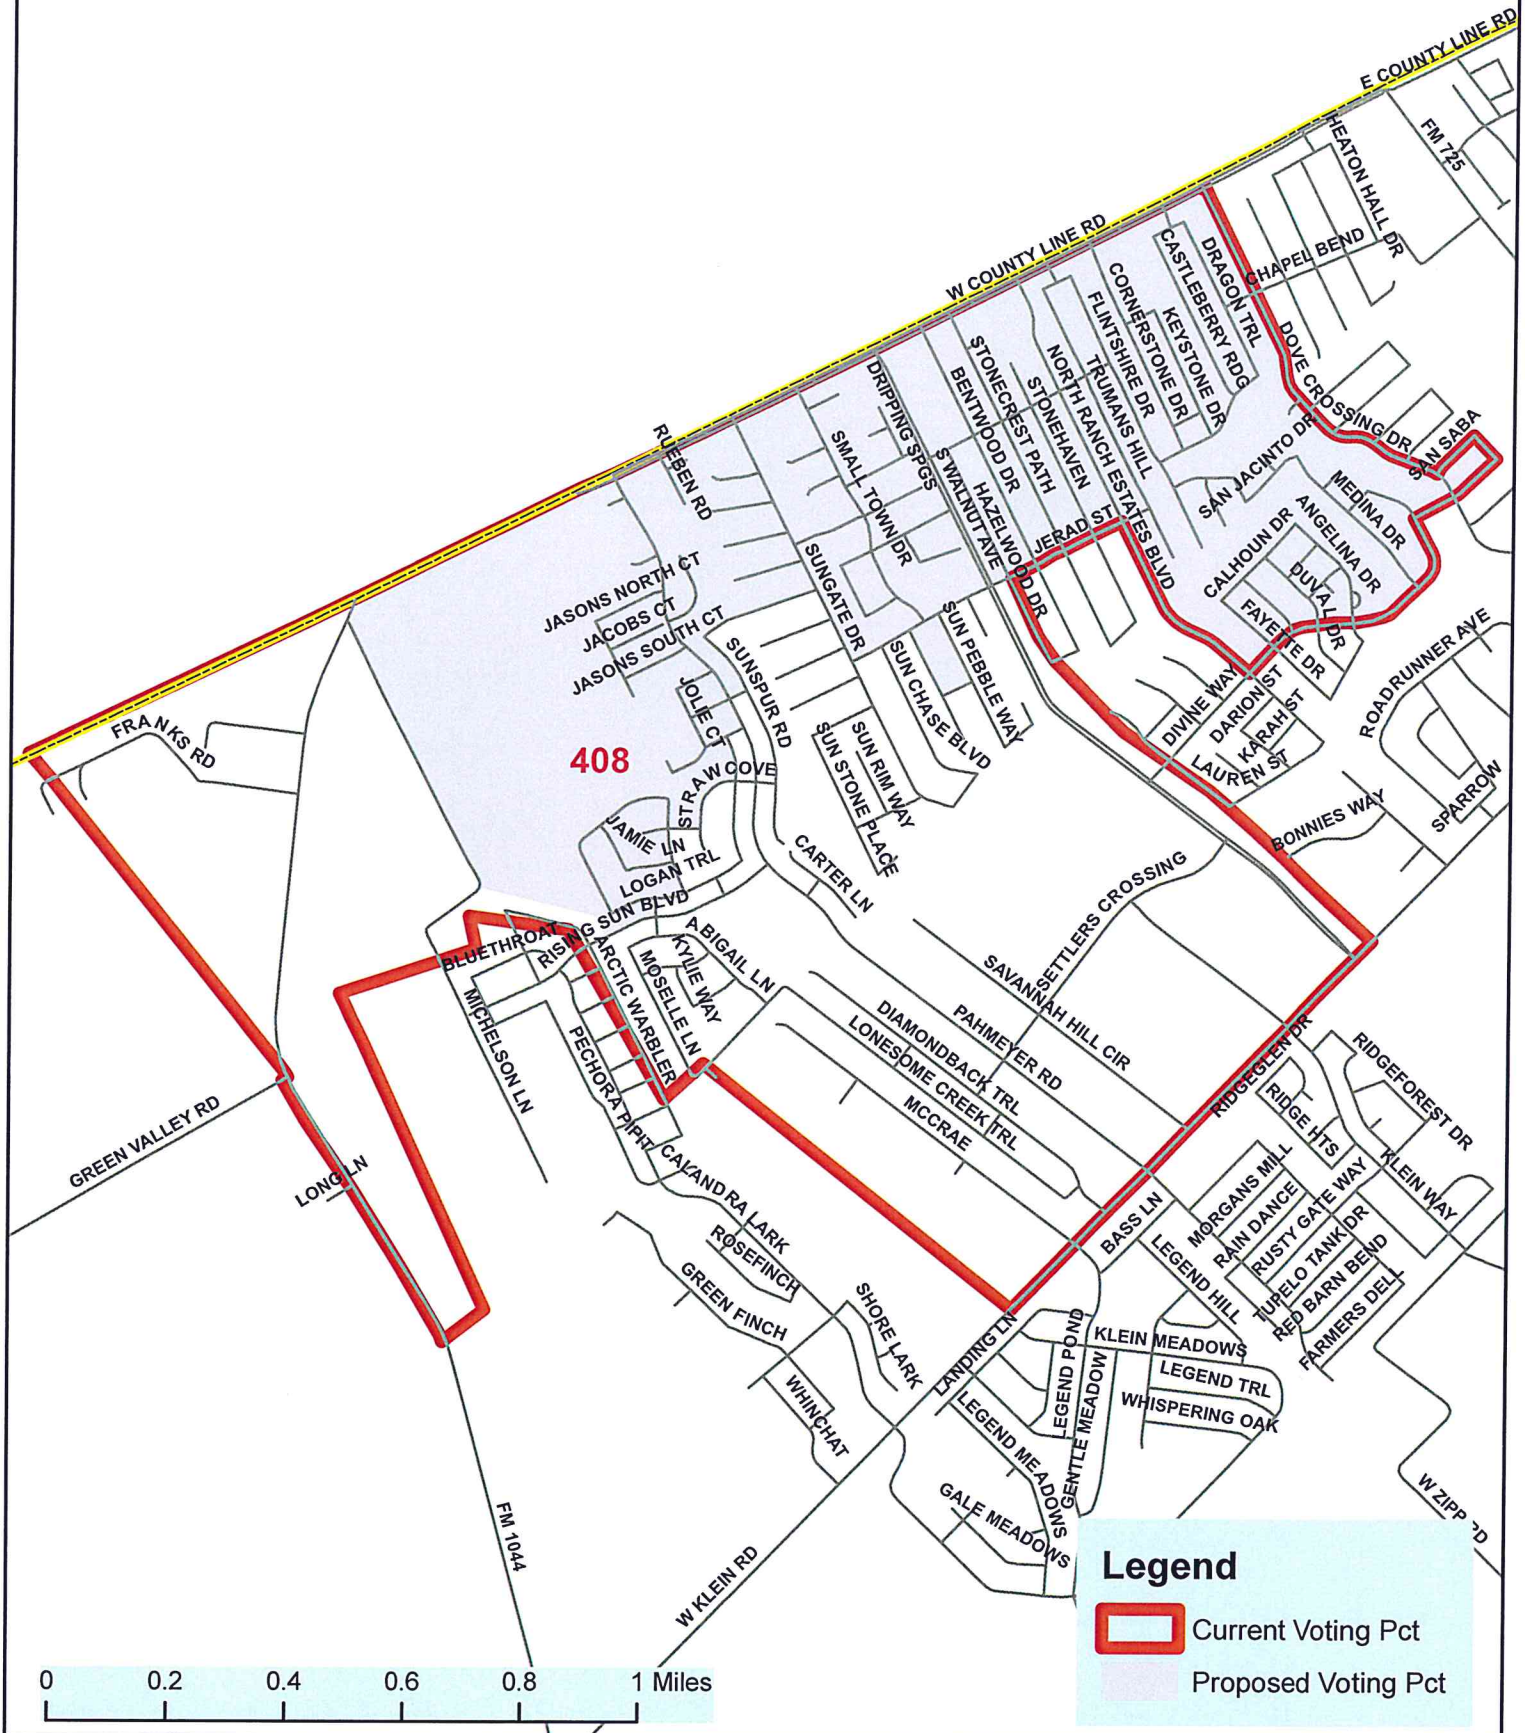 E COUNTY LINE RD
FM 725
HEATON HALL DR
W COUNTY LINE RD
CHAPEL BEND
CASTLEBERRY RDG
DRAGON TRL
CORNERSTONE DR
KEYSTONE DR
FLINTSHIRE DR
TRUMANS HILL
NORTH RANCH ESTATES BLVD
STONEHAVEN
STONECREST PATH
BENTWOOD DR
DRIPPING SPGS
S WALNUT AVE
HAZELWOOD DR
JERAD ST
DOVE CROSSING DR
SAN SABA
SAN JACINTO DR
MEDINA DR
ANGELINA DR
CALHOUN DR
DUVAL DR
FAYETTE DR
RUEBEN RD
SMALL TOWN DR
SUNGATE DR
JASONS NORTH CT
JACOBS CT
JASONS SOUTH CT
JOLIE CT
SUNSPUR RD
SUN CHASE BLVD
SUN PEBBLE WAY
SUN RIM WAY
SUN STONE PLACE
DIVINE WAY
DARION ST
KARAH ST
LAUREN ST
ROADRUNNER AVE
SPARROW
BONNIES WAY
FRANKS RD
408
STRAW COVE
JAMIE LN
LOGAN TRL
RISING SUN BLVD
CARTER LN
SETTLERS CROSSING
BLUETHROAT
ARCTIC WARBLER
MOSELLE LN
KYLIE WAY
ABIGAIL LN
MICHELSON LN
PECHORA PIPIT
SAVANNAH HILL CIR
PAHMEYER RD
DIAMONDBACK TRL
LONESOME CREEK TRL
MCCRAE
RIDGEGLEN DR
RIDGE HTS
RIDGEFOREST DR
KLEIN WAY
GREEN VALLEY RD
LONG LN
CALANDRA LARK
ROSEFINCH
GREEN FINCH
SHORE LARK
WHINCHAT
BASS LN
MORGANS MILL
RAIN DANCE
RUSTY GATE WAY
TUPELO TANK DR
RED BARN BEND
FARMERS DELL
LEGEND HILL
LANDING LN
LEGEND POND
KLEIN MEADOWS
LEGEND TRL
WHISPERING OAK
GENTLE MEADOW
LEGEND MEADOWS
GALE MEADOWS
W ZIPP RD
FM 1044
W KLEIN RD
Legend
Current Voting Pct
Proposed Voting Pct
0 0.2 0.4 0.6 0.8 1 Miles